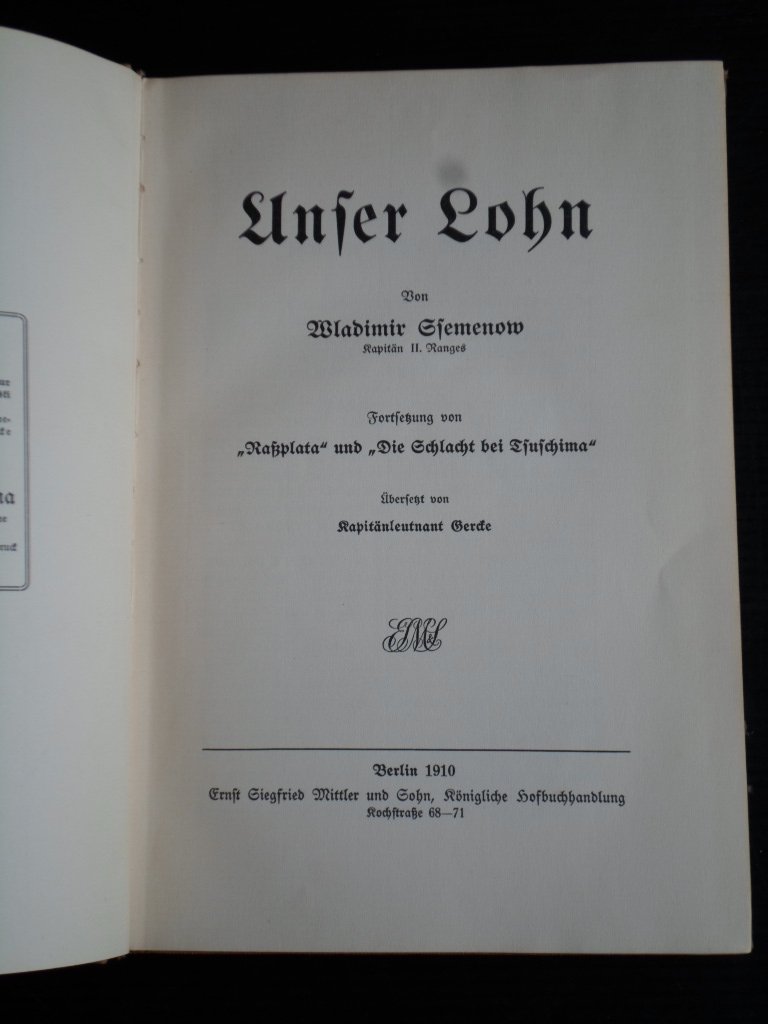 Unser Lohn
Von
Wladimir Ssemenow
Kapitän II. Ranges
Fortsetzung von
„Raßplata“ und „Die Schlacht bei Tsuschima“
Übersetzt von
Kapitänleutnant Gercke
ESM&S
Berlin 1910
Ernst Siegfried Mittler und Sohn, Königliche Hofbuchhandlung
Kochstraße 68—71